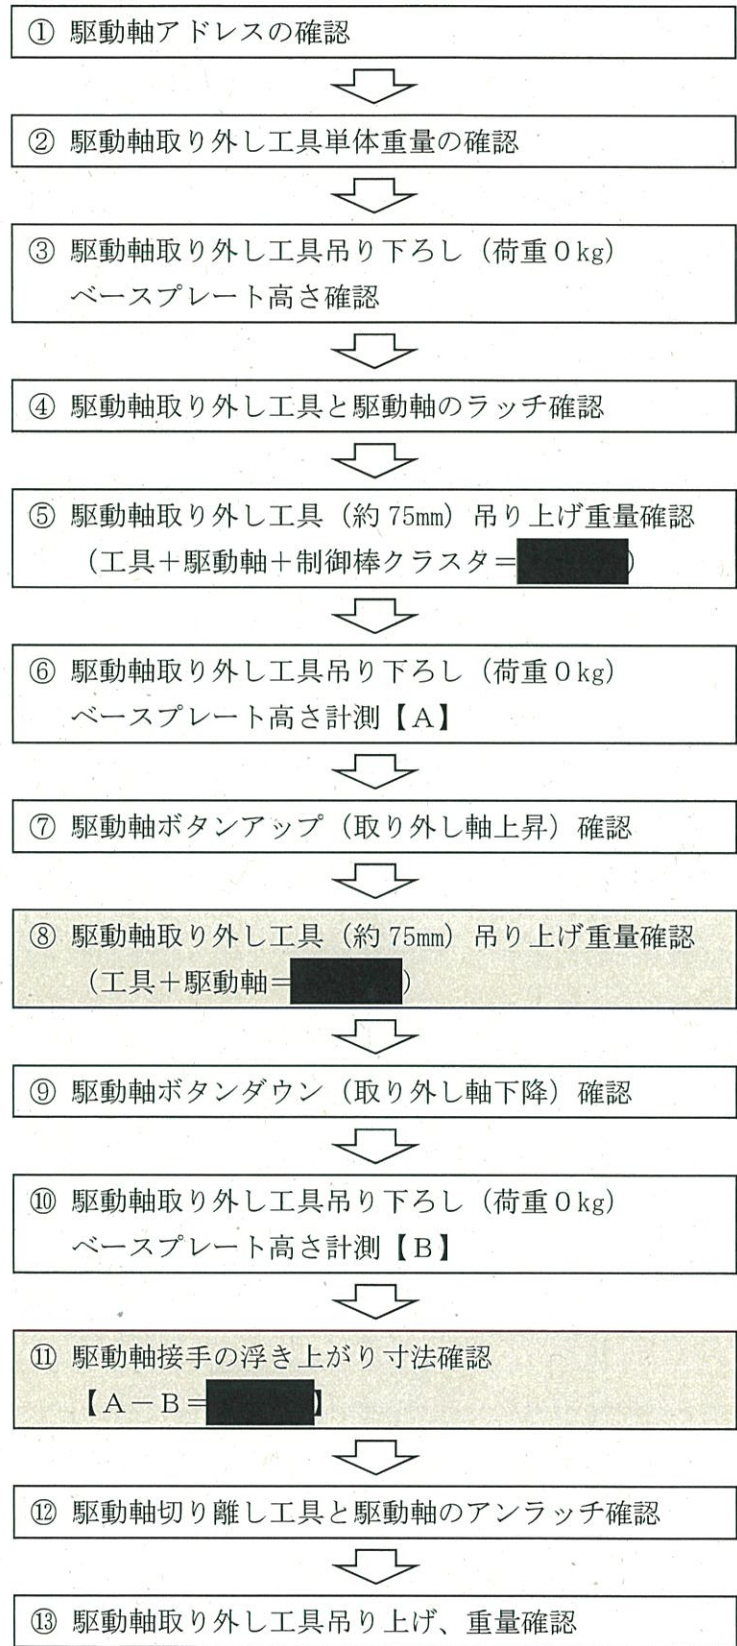 ① 駆動軸アドレスの確認
② 駆動軸取り外し工具単体重量の確認
③ 駆動軸取り外し工具吊り下ろし（荷重０kg）
ベースプレート高さ確認
④ 駆動軸取り外し工具と駆動軸のラッチ確認
⑤ 駆動軸取り外し工具（約 75mm）吊り上げ重量確認
（工具＋駆動軸＋制御棒クラスタ＝）
⑥ 駆動軸取り外し工具吊り下ろし（荷重０kg）
ベースプレート高さ計測【Ａ】
⑦ 駆動軸ボタンアップ（取り外し軸上昇）確認
⑧ 駆動軸取り外し工具（約 75mm）吊り上げ重量確認
（工具＋駆動軸＝）
⑨ 駆動軸ボタンダウン（取り外し軸下降）確認
⑩ 駆動軸取り外し工具吊り下ろし（荷重０kg）
ベースプレート高さ計測【Ｂ】
⑪ 駆動軸接手の浮き上がり寸法確認
【Ａ－Ｂ＝】
⑫ 駆動軸切り離し工具と駆動軸のアンラッチ確認
⑬ 駆動軸取り外し工具吊り上げ、重量確認